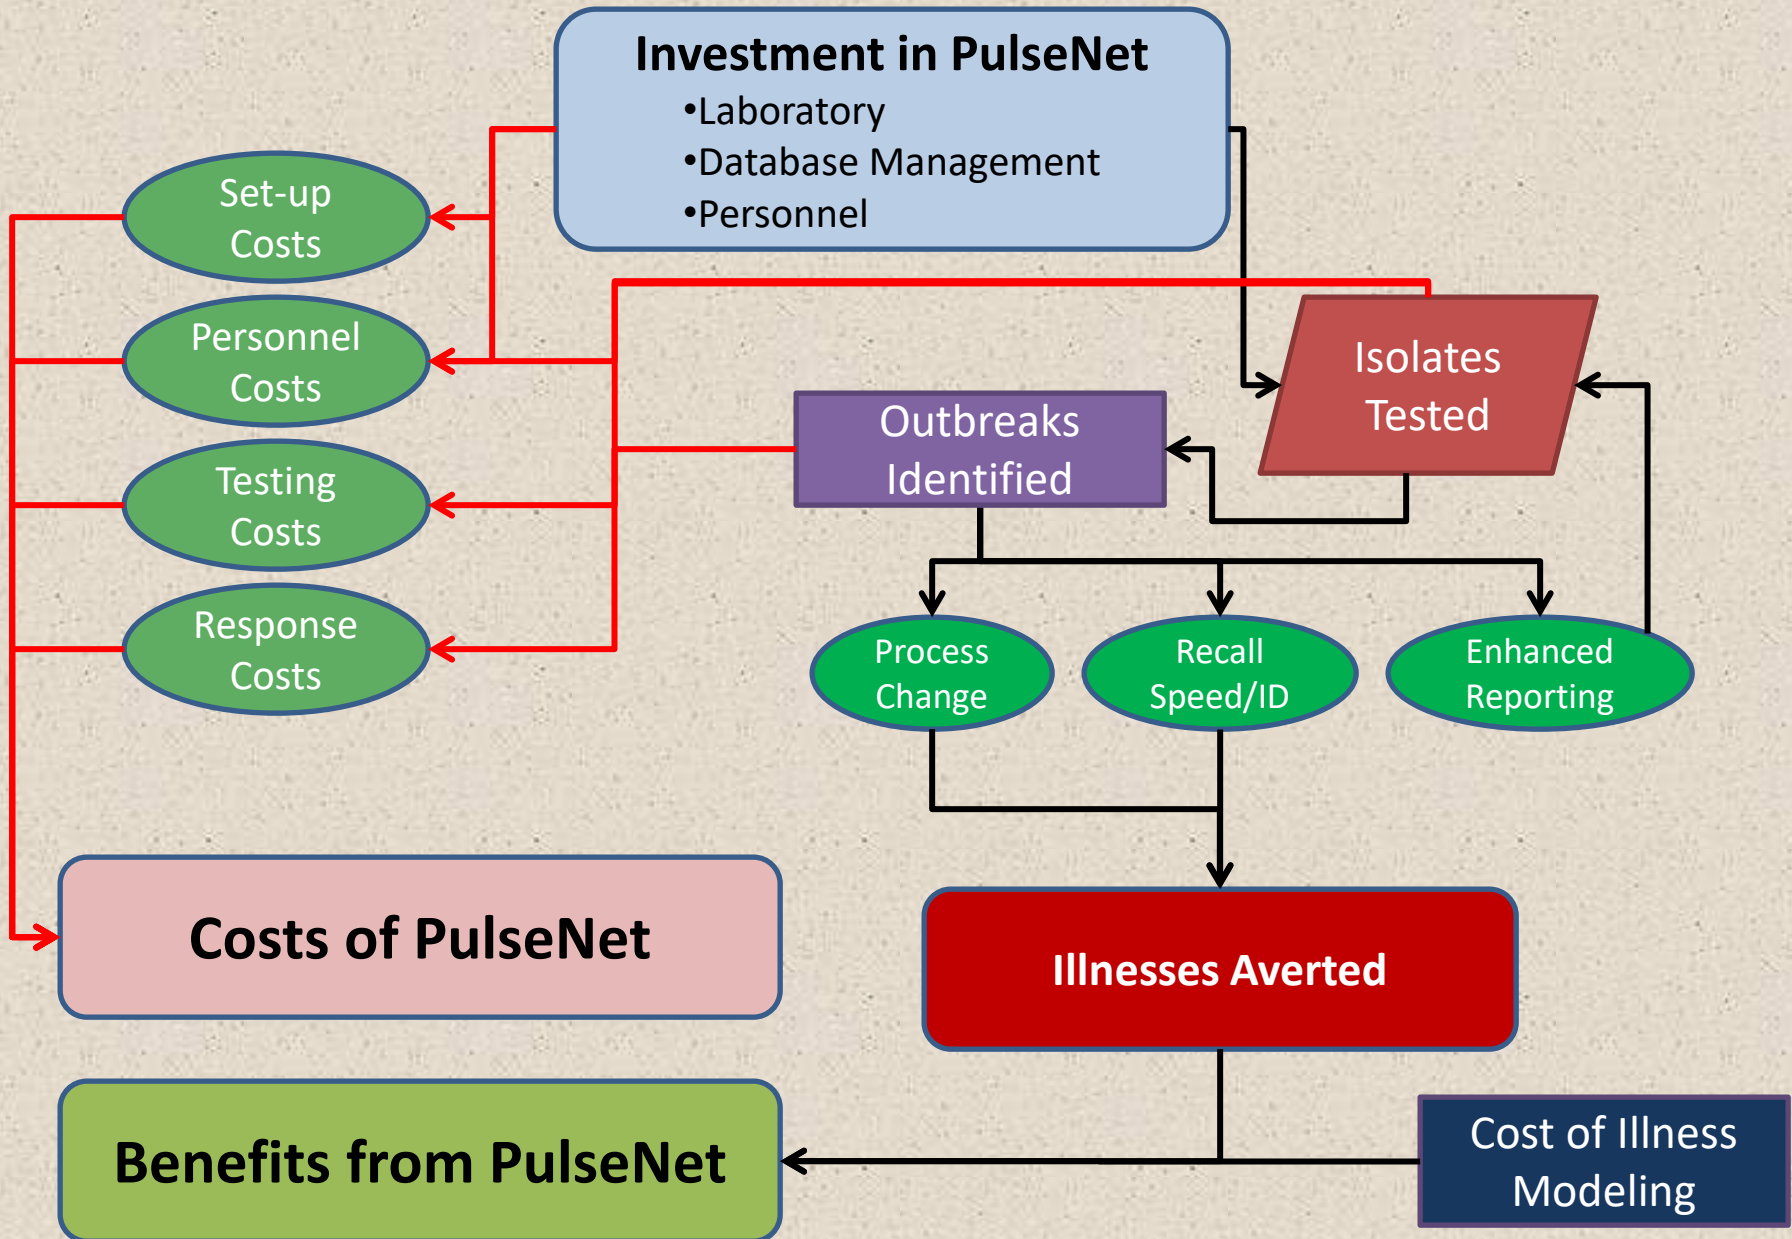 Investment in PulseNet
•Laboratory
•Database Management
•Personnel
Set-up
Costs
Personnel
Costs
Testing
Costs
Response
Costs
Isolates
Tested
Outbreaks
Identified
Process
Change
Recall
Speed/ID
Enhanced
Reporting
Costs of PulseNet
Illnesses Averted
Benefits from PulseNet
Cost of Illness
Modeling